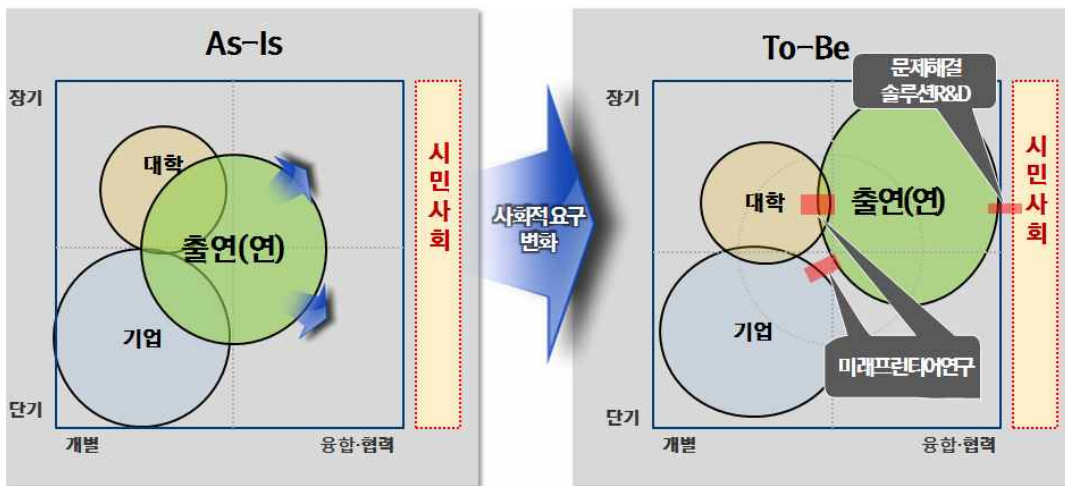 As-Is
장기
대학
출연(연)
기업
단기
개별
융합·협력
시민사회
사회적 요구
변화
To-Be
문제해결
솔루션R&D
장기
대학
출연(연)
기업
미래프런티어연구
단기
개별
융합·협력
시민사회